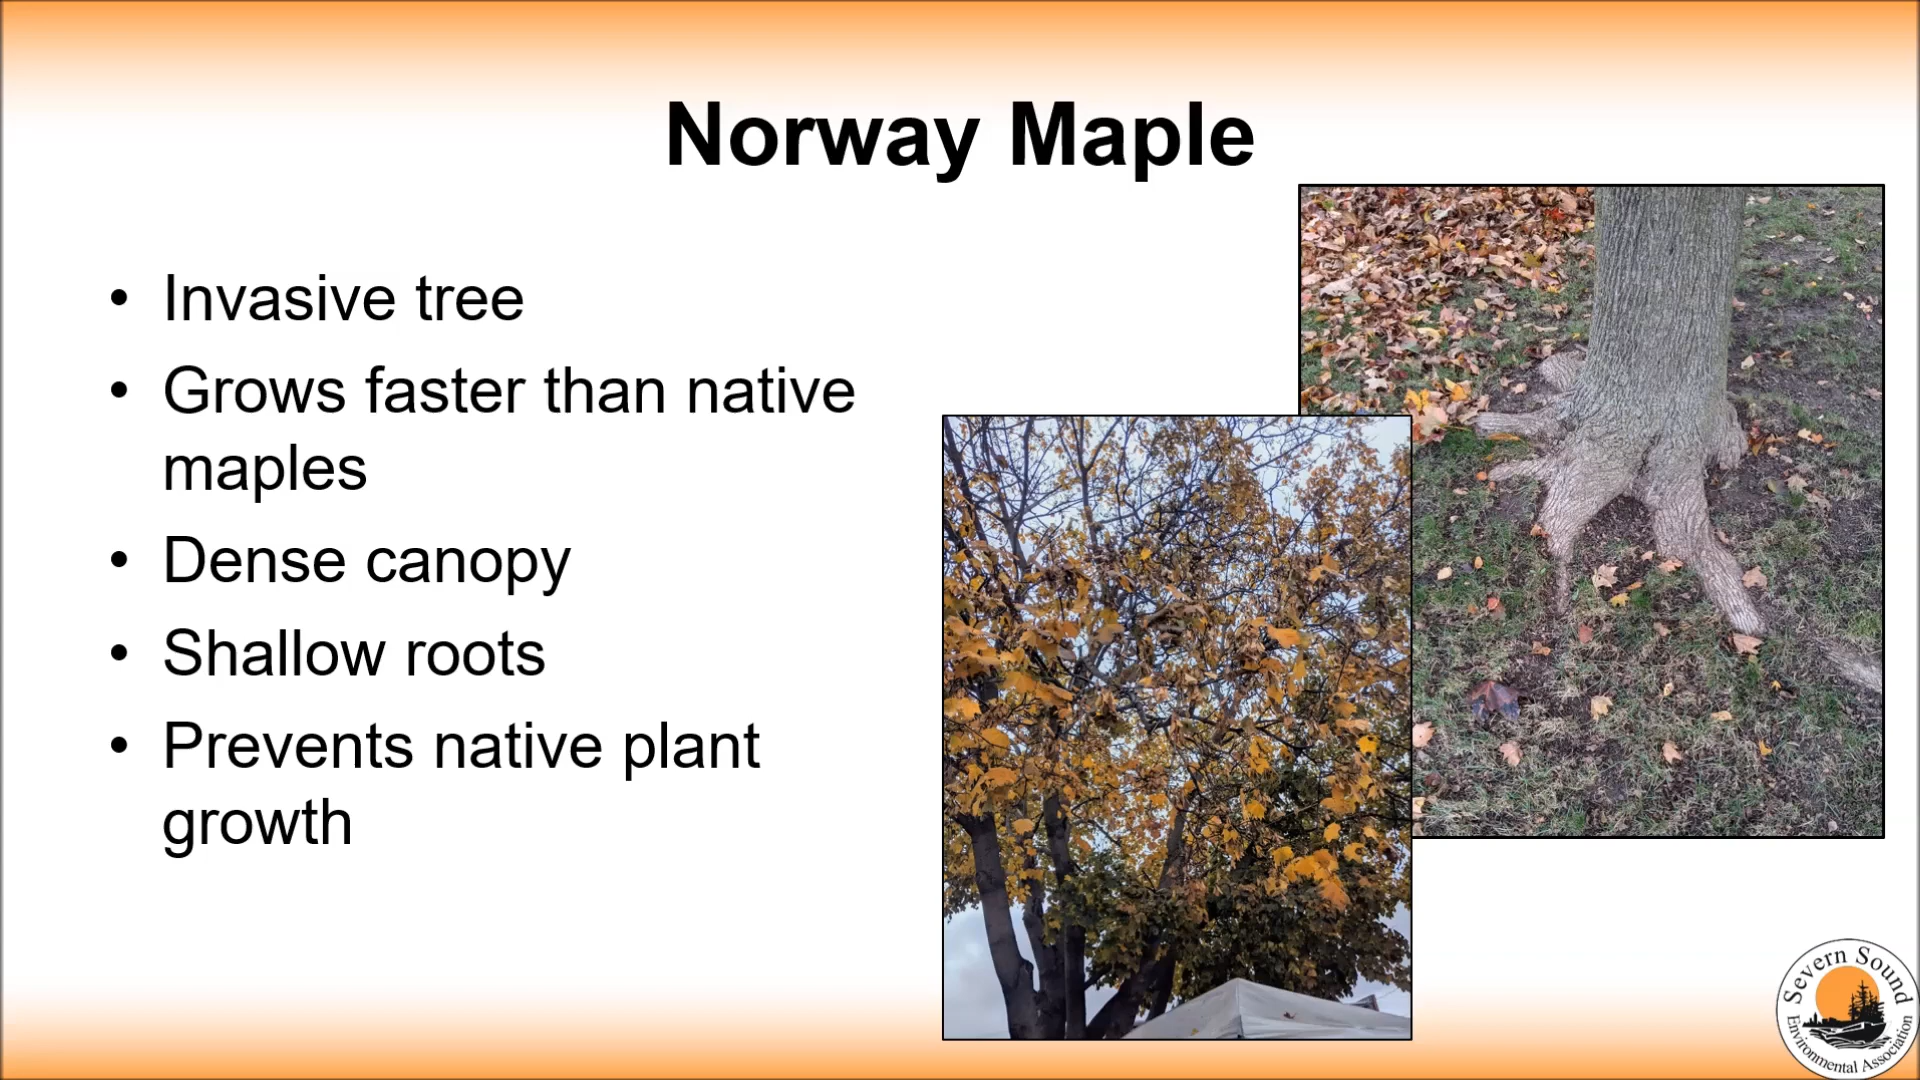 Norway Maple
• Invasive tree
• Grows faster than native
maples
• Dense canopy
• Shallow roots
• Prevents native plant
growth
Severn Sound
Environmental Association